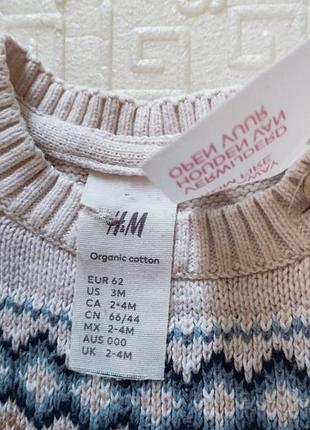 H&M
Organic cotton
EUR 62
US 3M
CA 2-4M
CN 66/44
MX 2-4M
AUS 000
UK 2-4M
VERWIJDERD
HOUDEN VAN
OPEN VUUR